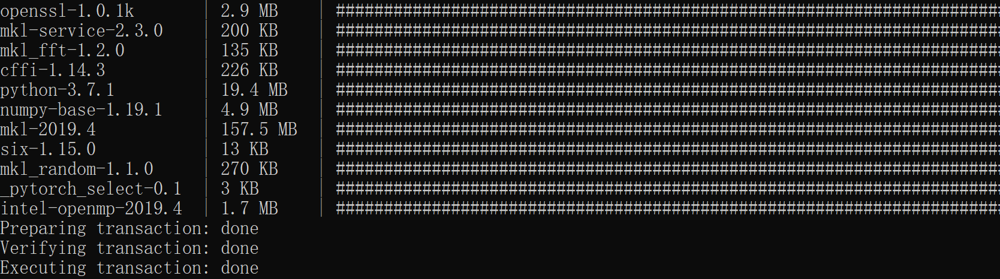 openssl-1.0.1k | 2.9 MB | #####################################################################
mkl-service-2.3.0 | 200 KB | #####################################################################
mkl_fft-1.2.0 | 135 KB | #####################################################################
cffi-1.14.3 | 226 KB | #####################################################################
python-3.7.1 | 19.4 MB | #####################################################################
numpy-base-1.19.1 | 4.9 MB | #####################################################################
mkl-2019.4 | 157.5 MB | #####################################################################
six-1.15.0 | 13 KB | #####################################################################
mkl_random-1.1.0 | 270 KB | #####################################################################
_pytorch_select-0.1 | 3 KB | #####################################################################
intel-openmp-2019.4 | 1.7 MB | #####################################################################
Preparing transaction: done
Verifying transaction: done
Executing transaction: done